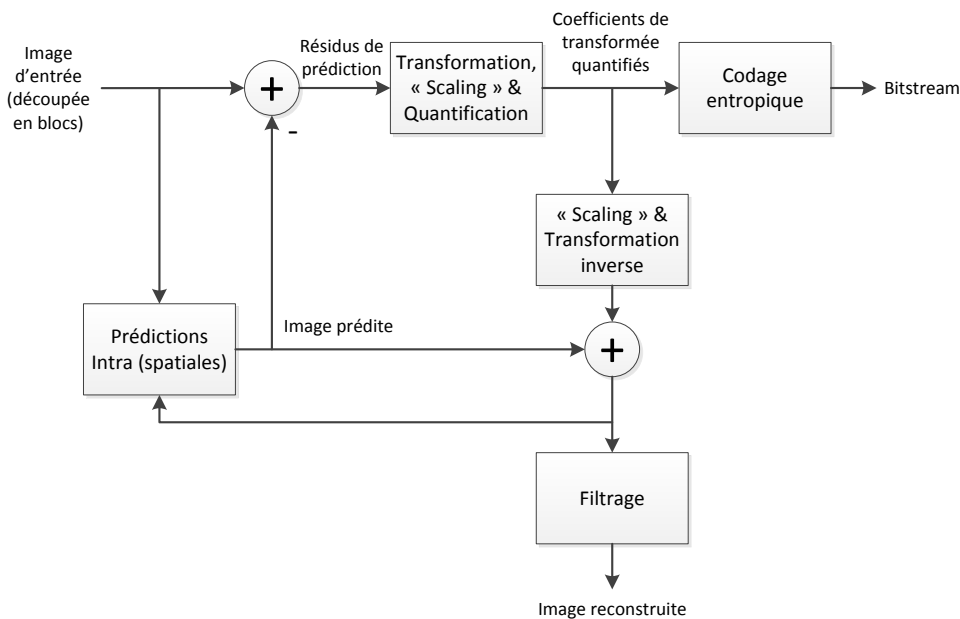 Image
d'entrée
(découpée
en blocs)
+
-
Résidus de
prédiction
Transformation,
« Scaling » &
Quantification
Coefficients de
transformée
quantifiés
Codage
entropique
Bitstream
« Scaling » &
Transformation
inverse
Prédictions
Intra (spatiales)
Image prédite
+
Filtrage
Image reconstruite